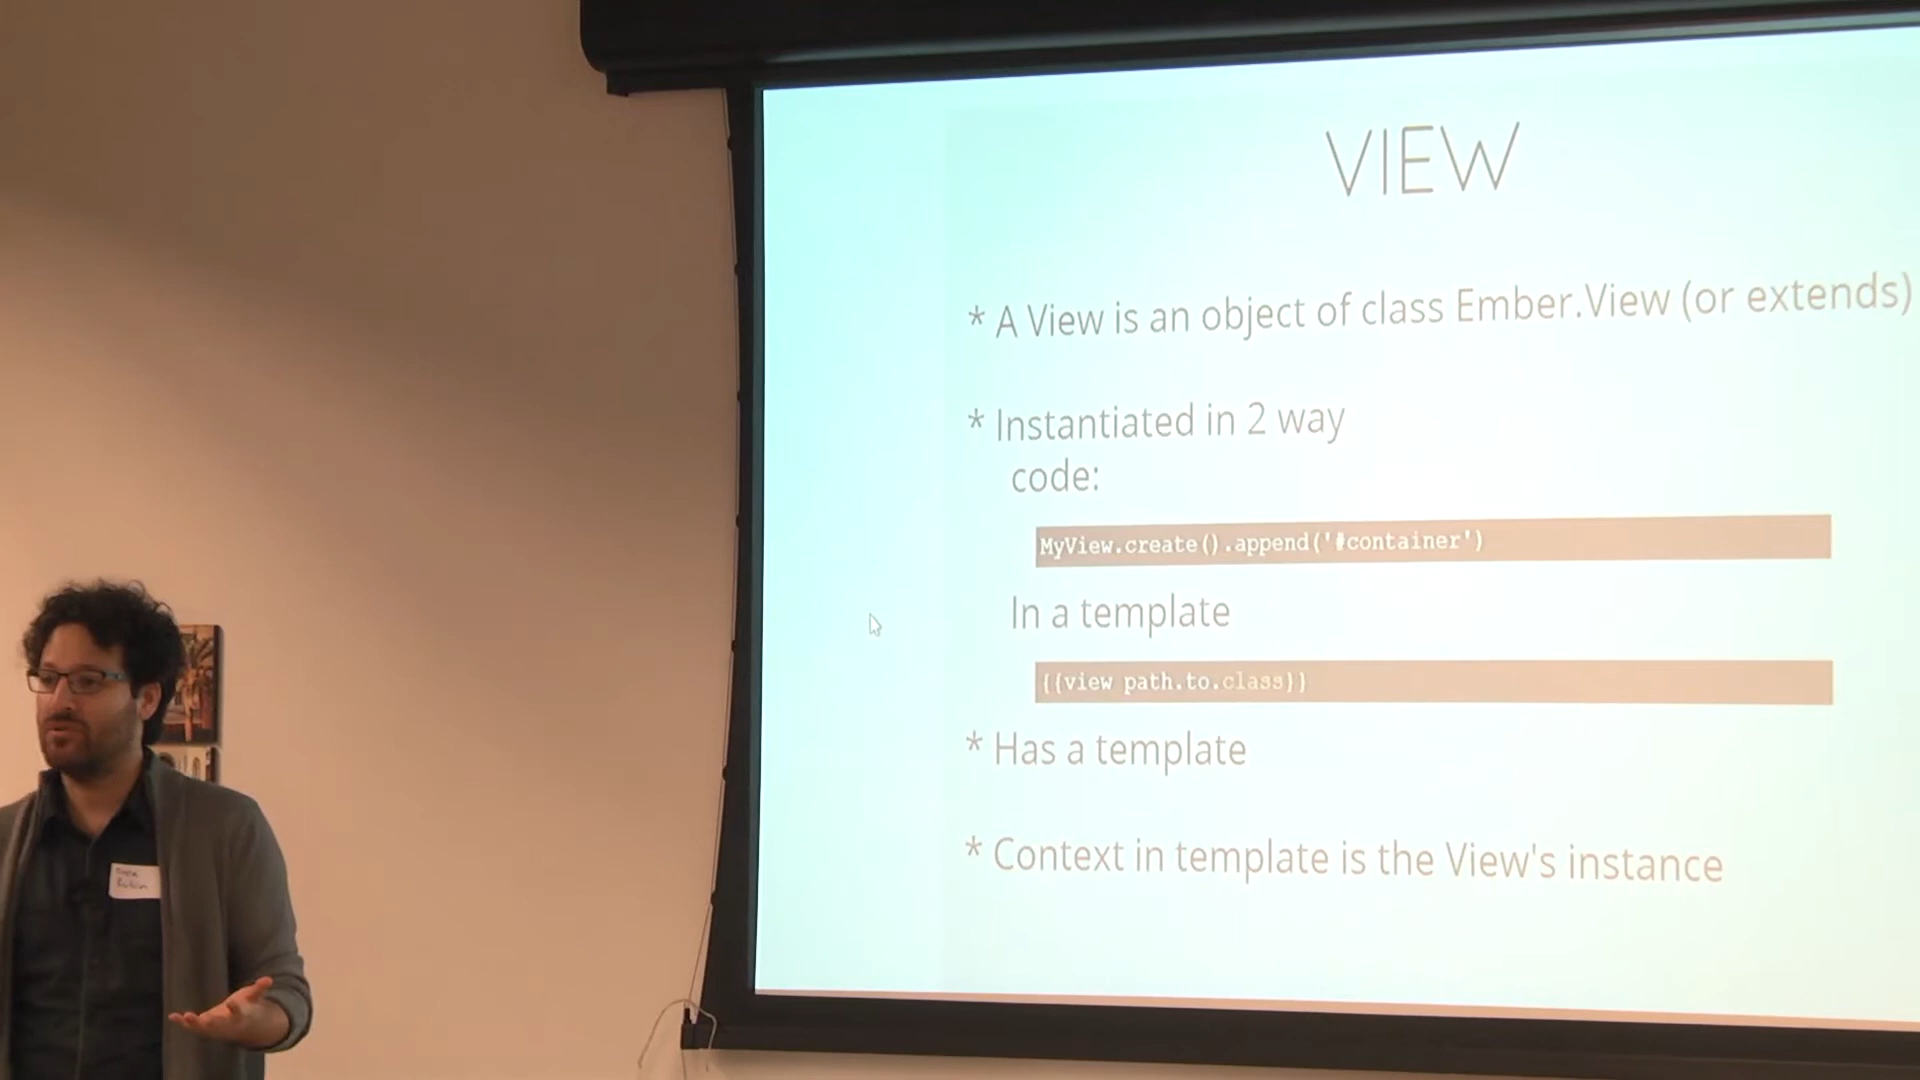 VIEW
* A View is an object of class Ember.View (or extends)
* Instantiated in 2 way
code:
MyView.create().append('#container')
In a template
{{view path.to.class}}
* Has a template
* Context in template is the View's instance
Rubin